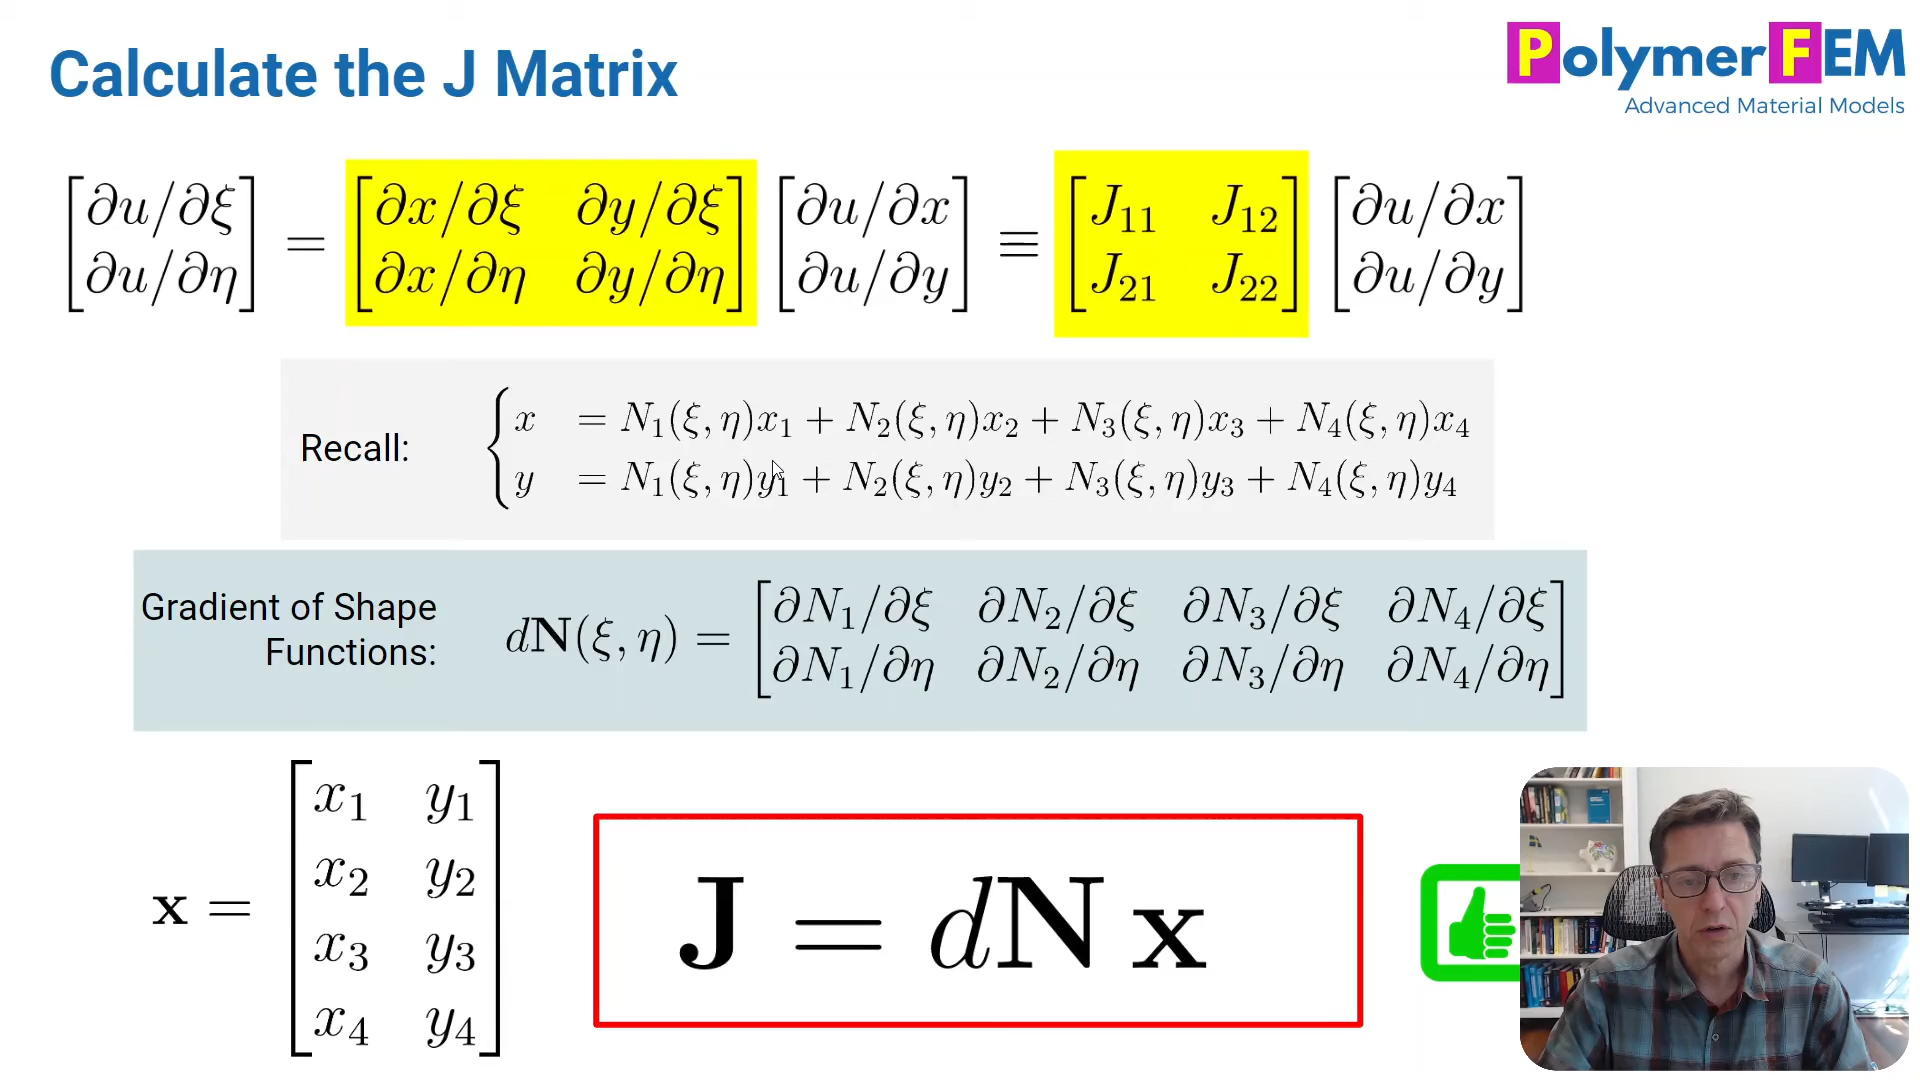 Calculate the J Matrix
PolymerFEM
Advanced Material Models
[∂u/∂ξ] = [∂x/∂ξ ∂y/∂ξ] [∂u/∂x] ≡ [J₁₁ J₁₂] [∂u/∂x]
[∂u/∂η] [∂x/∂η ∂y/∂η] [∂u/∂y] [J₂₁ J₂₂] [∂u/∂y]
Recall:
x = N₁(ξ, η)x₁ + N₂(ξ, η)x₂ + N₃(ξ, η)x₃ + N₄(ξ, η)x₄
y = N₁(ξ, η)y₁ + N₂(ξ, η)y₂ + N₃(ξ, η)y₃ + N₄(ξ, η)y₄
Gradient of Shape
Functions:
dN(ξ, η) =
∂N₁/∂ξ ∂N₂/∂ξ ∂N₃/∂ξ ∂N₄/∂ξ
∂N₁/∂η ∂N₂/∂η ∂N₃/∂η ∂N₄/∂η
x =
x₁ y₁
x₂ y₂
x₃ y₃
x₄ y₄
J = dN x